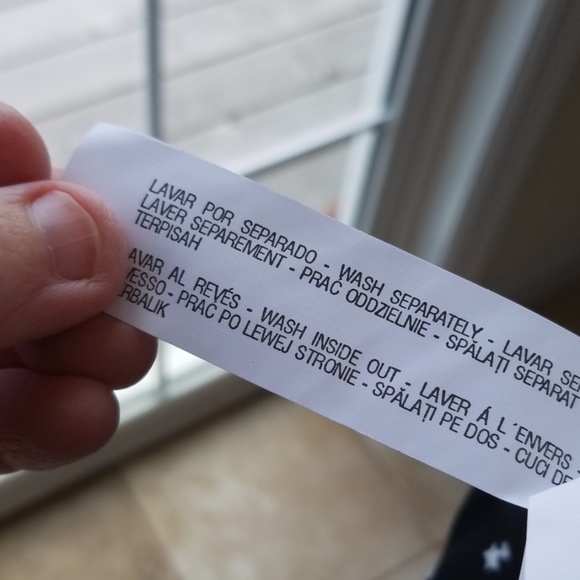 LAVAR POR SEPARADO - WASH SEPARATELY - LAVAR SE
LAVER SEPAREMENT - PRAĆ ODDZIELNIE - SPĂLAȚI SEPARAT
TERPISAH
AVAR AL REVÉS - WASH INSIDE OUT - LAVER Á L´ENVERS -
ESSO - PRAĆ PO LEWEJ STRONIE - SPĂLAȚI PE DOS - CUCI DE
RBALIK